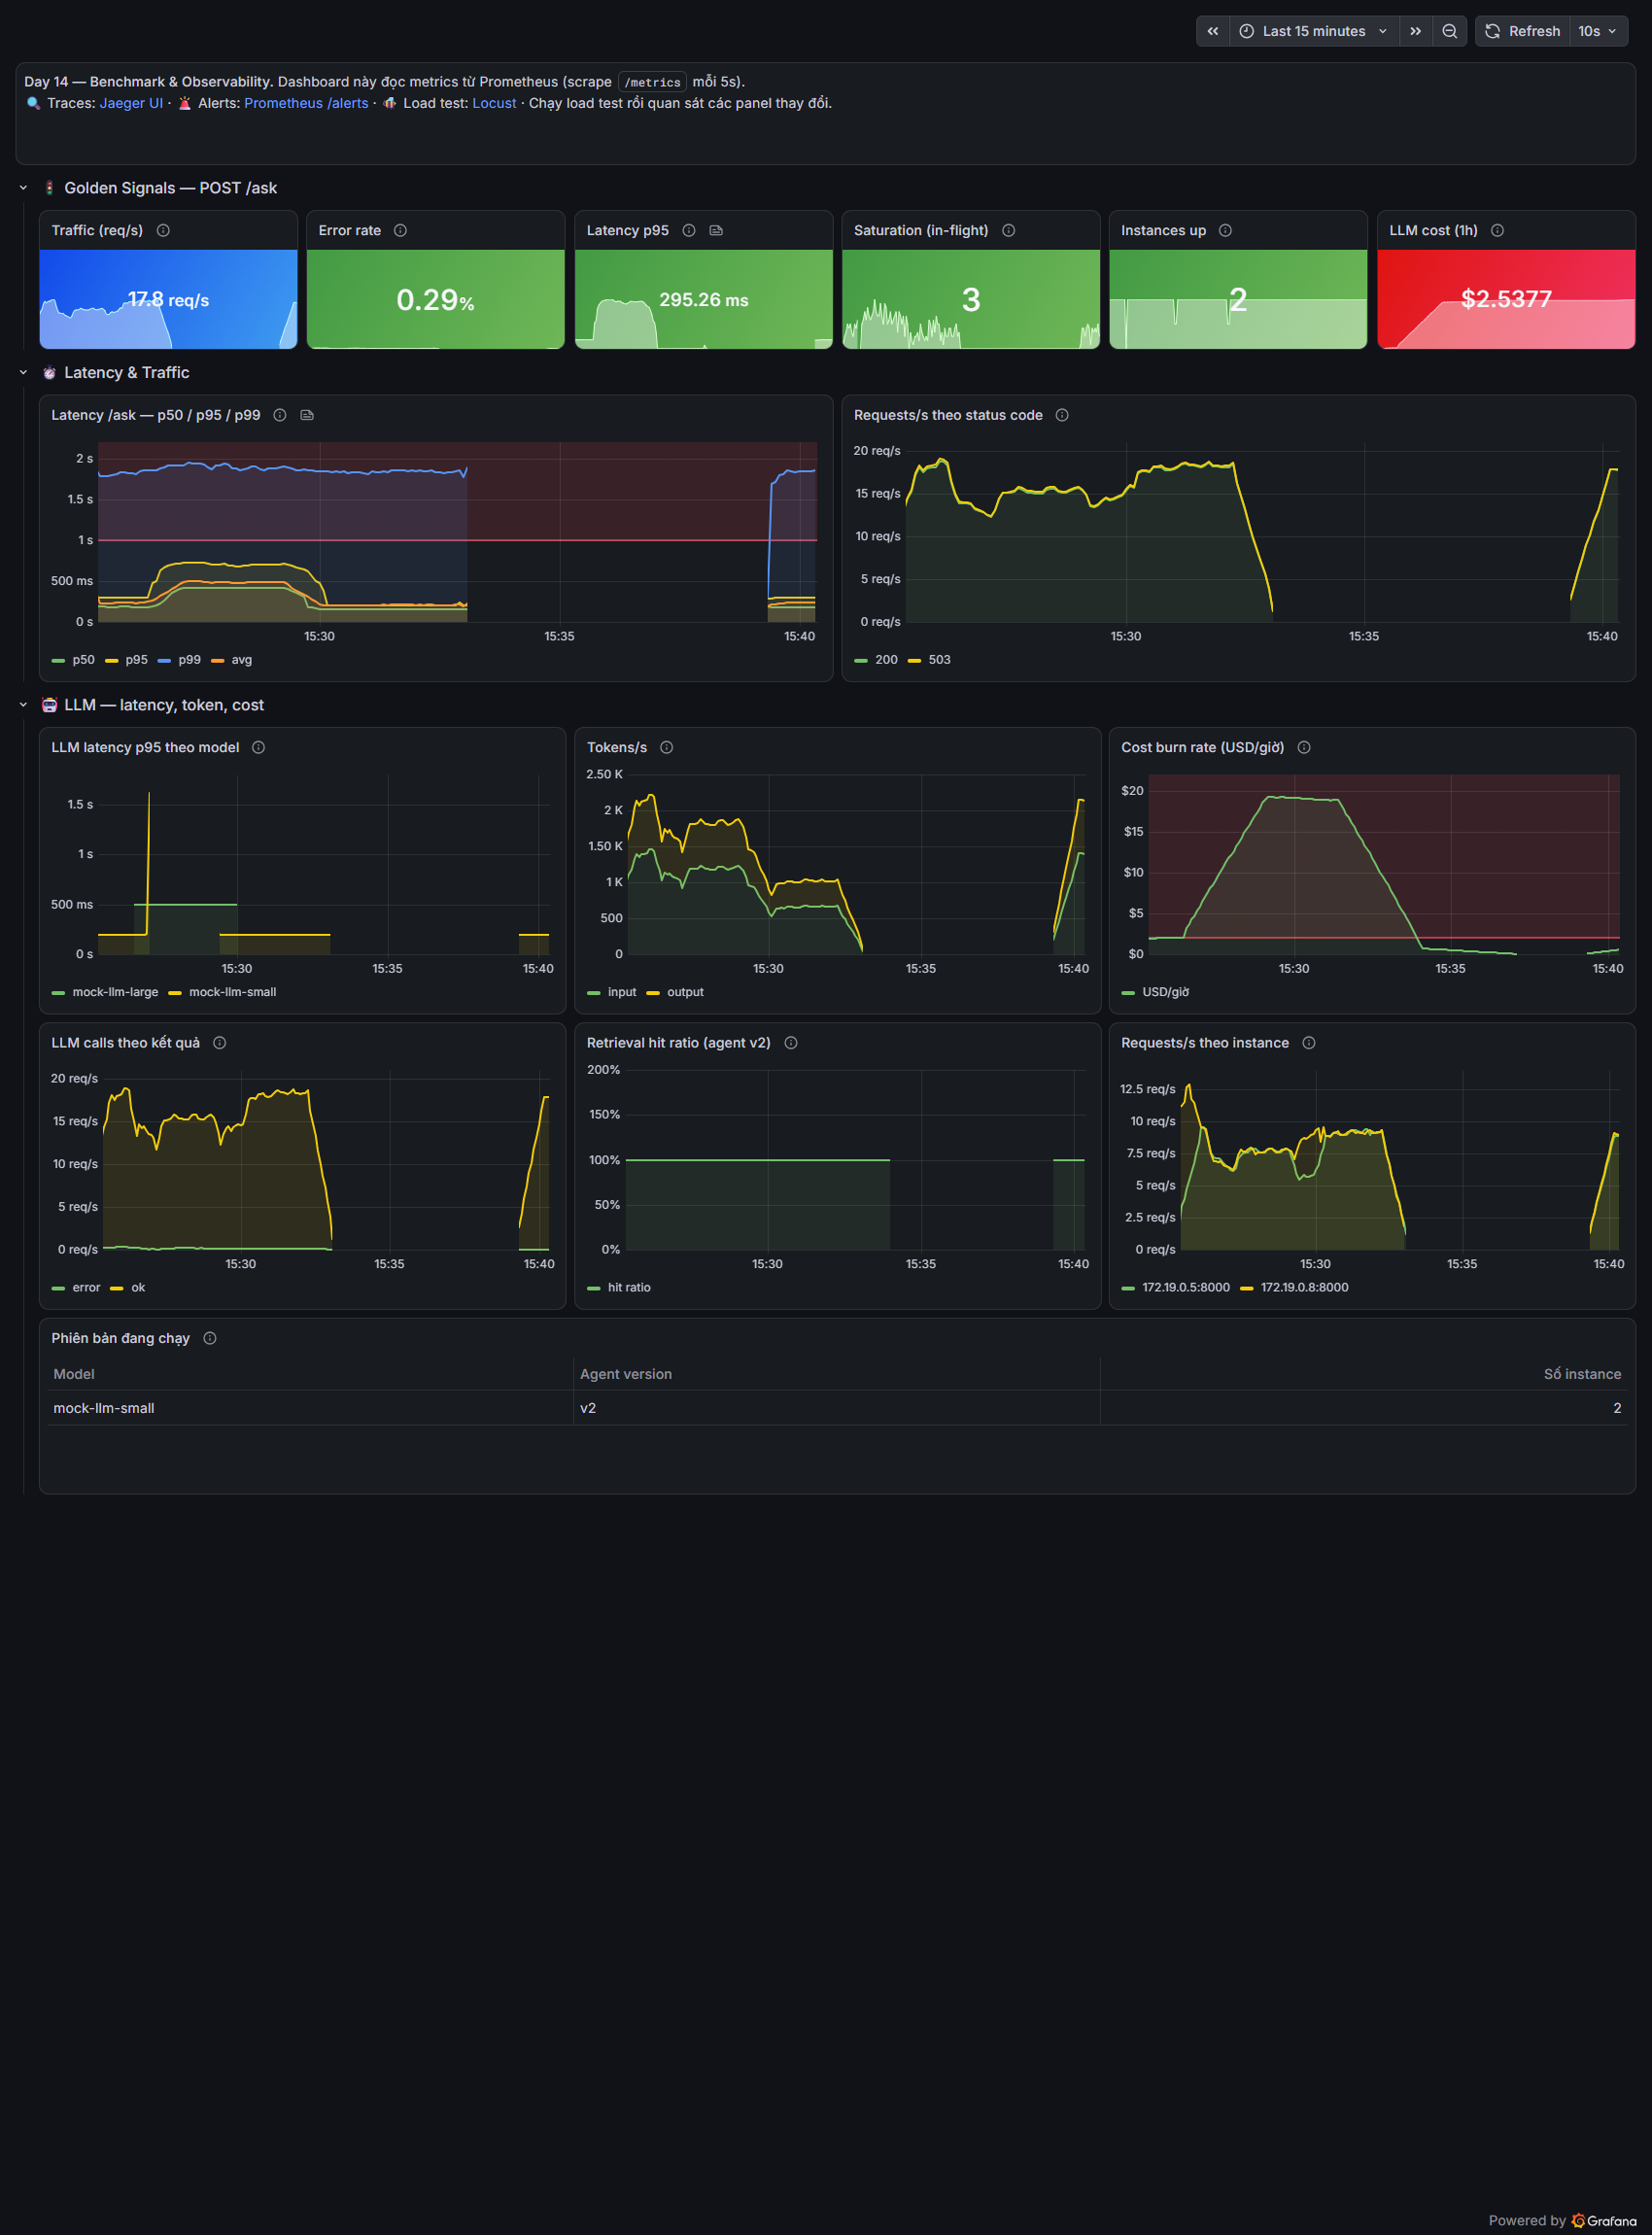 Last 15 minutes
Refresh
10s
Day 14 — Benchmark & Observability. Dashboard này đọc metrics từ Prometheus (scrape /metrics mỗi 5s).
Traces: Jaeger UI · Alerts: Prometheus /alerts · Load test: Locust · Chạy load test rồi quan sát các panel thay đổi.
Golden Signals — POST /ask
Traffic (req/s)
17.8 req/s
Error rate
0.29%
Latency p95
295.26 ms
Saturation (in-flight)
3
Instances up
2
LLM cost (1h)
$2.5377
Latency & Traffic
Latency /ask — p50 / p95 / p99
2 s
1.5 s
1 s
500 ms
0 s
15:30 15:35 15:40
p50 p95 p99 avg
Requests/s theo status code
20 req/s
15 req/s
10 req/s
5 req/s
0 req/s
15:30 15:35 15:40
200 503
LLM — latency, token, cost
LLM latency p95 theo model
1.5 s
1 s
500 ms
0 s
15:30 15:35 15:40
mock-llm-large mock-llm-small
Tokens/s
2.50 K
2 K
1.50 K
1 K
500
0
15:30 15:35 15:40
input output
Cost burn rate (USD/giờ)
$20
$15
$10
$5
$0
15:30 15:35 15:40
USD/giờ
LLM calls theo kết quả
20 req/s
15 req/s
10 req/s
5 req/s
0 req/s
15:30 15:35 15:40
error ok
Retrieval hit ratio (agent v2)
200%
150%
100%
50%
0%
15:30 15:35 15:40
hit ratio
Requests/s theo instance
12.5 req/s
10 req/s
7.5 req/s
5 req/s
2.5 req/s
0 req/s
15:30 15:35 15:40
172.19.0.5:8000 172.19.0.8:8000
Phiên bản đang chạy
Model Agent version Số instance
mock-llm-small v2 2
Powered by Grafana